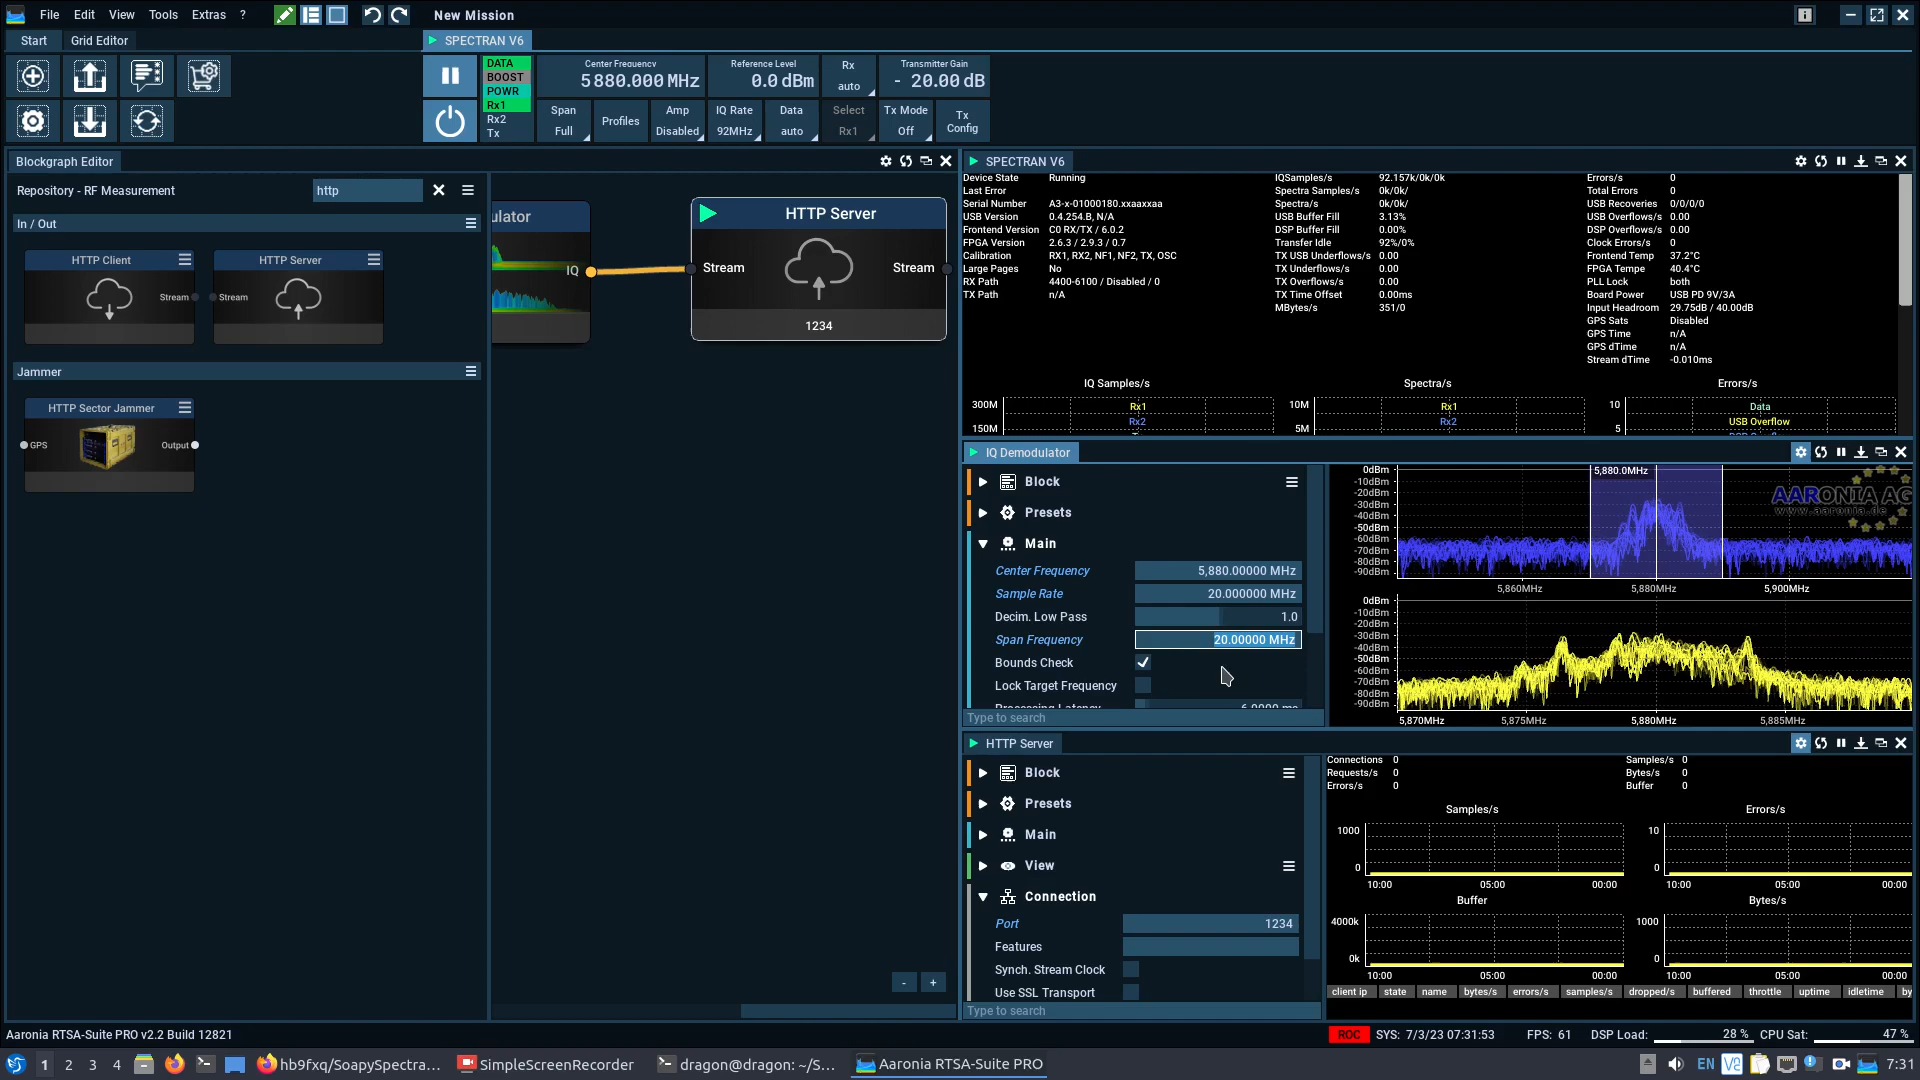 File Edit View Tools Extras ? New Mission
Start Grid Editor SPECTRAN V6
DATA
BOOST
POWR
Rx1
Rx2
Tx
Center Frequency
5 880.000 MHz
Reference Level
0.0 dBm
Rx
auto
Transmitter Gain
- 20.00 dB
Span
Full
Profiles
Amp
Disabled
IQ Rate
92MHz
Data
auto
Select
Rx1
Tx Mode
Off
Tx
Config
Blockgraph Editor
Repository - RF Measurement http
In / Out
HTTP Client
Stream
HTTP Server
Stream
Jammer
HTTP Sector Jammer
GPS Output
ulator
IQ
HTTP Server
Stream Stream
1234
- +
SPECTRAN V6
Device State Running
Last Error
Serial Number A3-x-01000180.xxaaxxaa
USB Version 0.4.254.B, N/A
Frontend Version C0 RX/TX / 6.0.2
FPGA Version 2.6.3 / 2.9.3 / 0.7
Calibration RX1, RX2, NF1, NF2, TX, OSC
Large Pages No
RX Path 4400-6100 / Disabled / 0
TX Path n/A
IQSamples/s 92.157k/0k/0k
Spectra Samples/s 0k/0k/
Spectra/s 0k/0k/
USB Buffer Fill 3.13%
DSP Buffer Fill 0.00%
Transfer Idle 92%/0%
TX USB Underflows/s 0.00
TX Underflows/s 0.00
TX Overflows/s 0.00
TX Time Offset 0.00ms
MBytes/s 351/0
Errors/s 0
Total Errors 0
USB Recoveries 0/0/0/0
USB Overflows/s 0.00
DSP Overflows/s 0.00
Clock Errors/s 0
Frontend Temp 37.2°C
FPGA Tempe 40.4°C
PLL Lock both
Board Power USB PD 9V/3A
Input Headroom 29.75dB / 40.00dB
GPS Sats Disabled
GPS Time n/A
GPS dTime n/A
Stream dTime -0.010ms
IQ Samples/s
300M
150M
Rx1
Rx2
Spectra/s
10M
5M
Rx1
Rx2
Errors/s
10
5
Data
USB Overflow
IQ Demodulator
Block
Presets
Main
Center Frequency 5,880.00000 MHz
Sample Rate 20.000000 MHz
Decim. Low Pass 1.0
Span Frequency 20.00000 MHz
Bounds Check
Lock Target Frequency
Processing Latency 6.0000 ms
Type to search
5,880.0MHz
AARONIA AG
www.aaronia.de
0dBm
-10dBm
-20dBm
-30dBm
-40dBm
-50dBm
-60dBm
-70dBm
-80dBm
-90dBm
5,860MHz 5,880MHz 5,900MHz
0dBm
-10dBm
-20dBm
-30dBm
-40dBm
-50dBm
-60dBm
-70dBm
-80dBm
-90dBm
5,870MHz 5,875MHz 5,880MHz 5,885MHz
HTTP Server
Block
Presets
Main
View
Connection
Port 1234
Features
Synch. Stream Clock
Use SSL Transport
Type to search
Connections 0
Requests/s 0
Errors/s 0
Samples/s 0
Bytes/s 0
Buffer 0
Samples/s
1000
0
10:00 05:00 00:00
Errors/s
10
0
10:00 05:00 00:00
Buffer
4000k
0k
10:00 05:00 00:00
Bytes/s
1000
0
10:00 05:00 00:00
client ip state name bytes/s errors/s samples/s dropped/s buffered throttle uptime idletime by
Aaronia RTSA-Suite PRO v2.2 Build 12821
ROC SYS: 7/3/23 07:31:53 FPS: 61 DSP Load: 28 % CPU Sat: 47 %
1 2 3 4 hb9fxq/SoapySpectra... SimpleScreenRecorder dragon@dragon: ~/S... Aaronia RTSA-Suite PRO EN 7:31